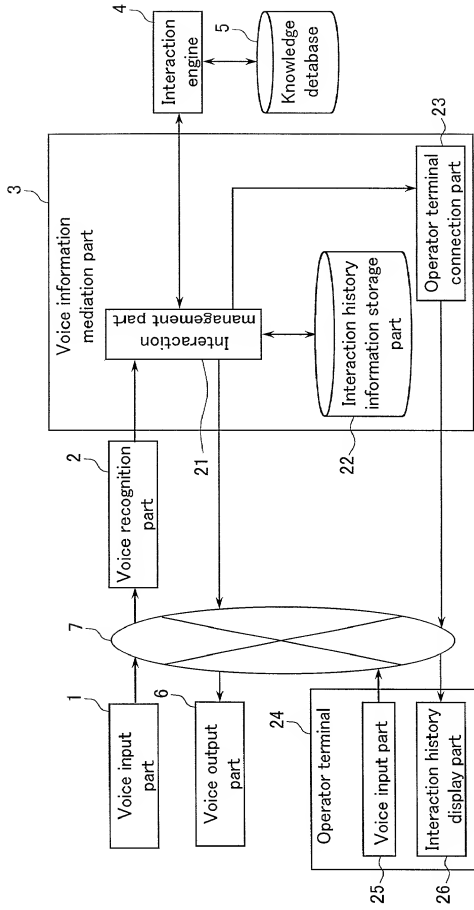 1
Voice input
part
6
Voice output
part
24
Operator terminal
Voice input part
25
Interaction history
display part
26
7
2
Voice recognition
part
3
Voice information
mediation part
Interaction
management part
21
Interaction history
information storage
part
22
Operator terminal
connection part
23
4
Interaction
engine
5
Knowledge
detabase